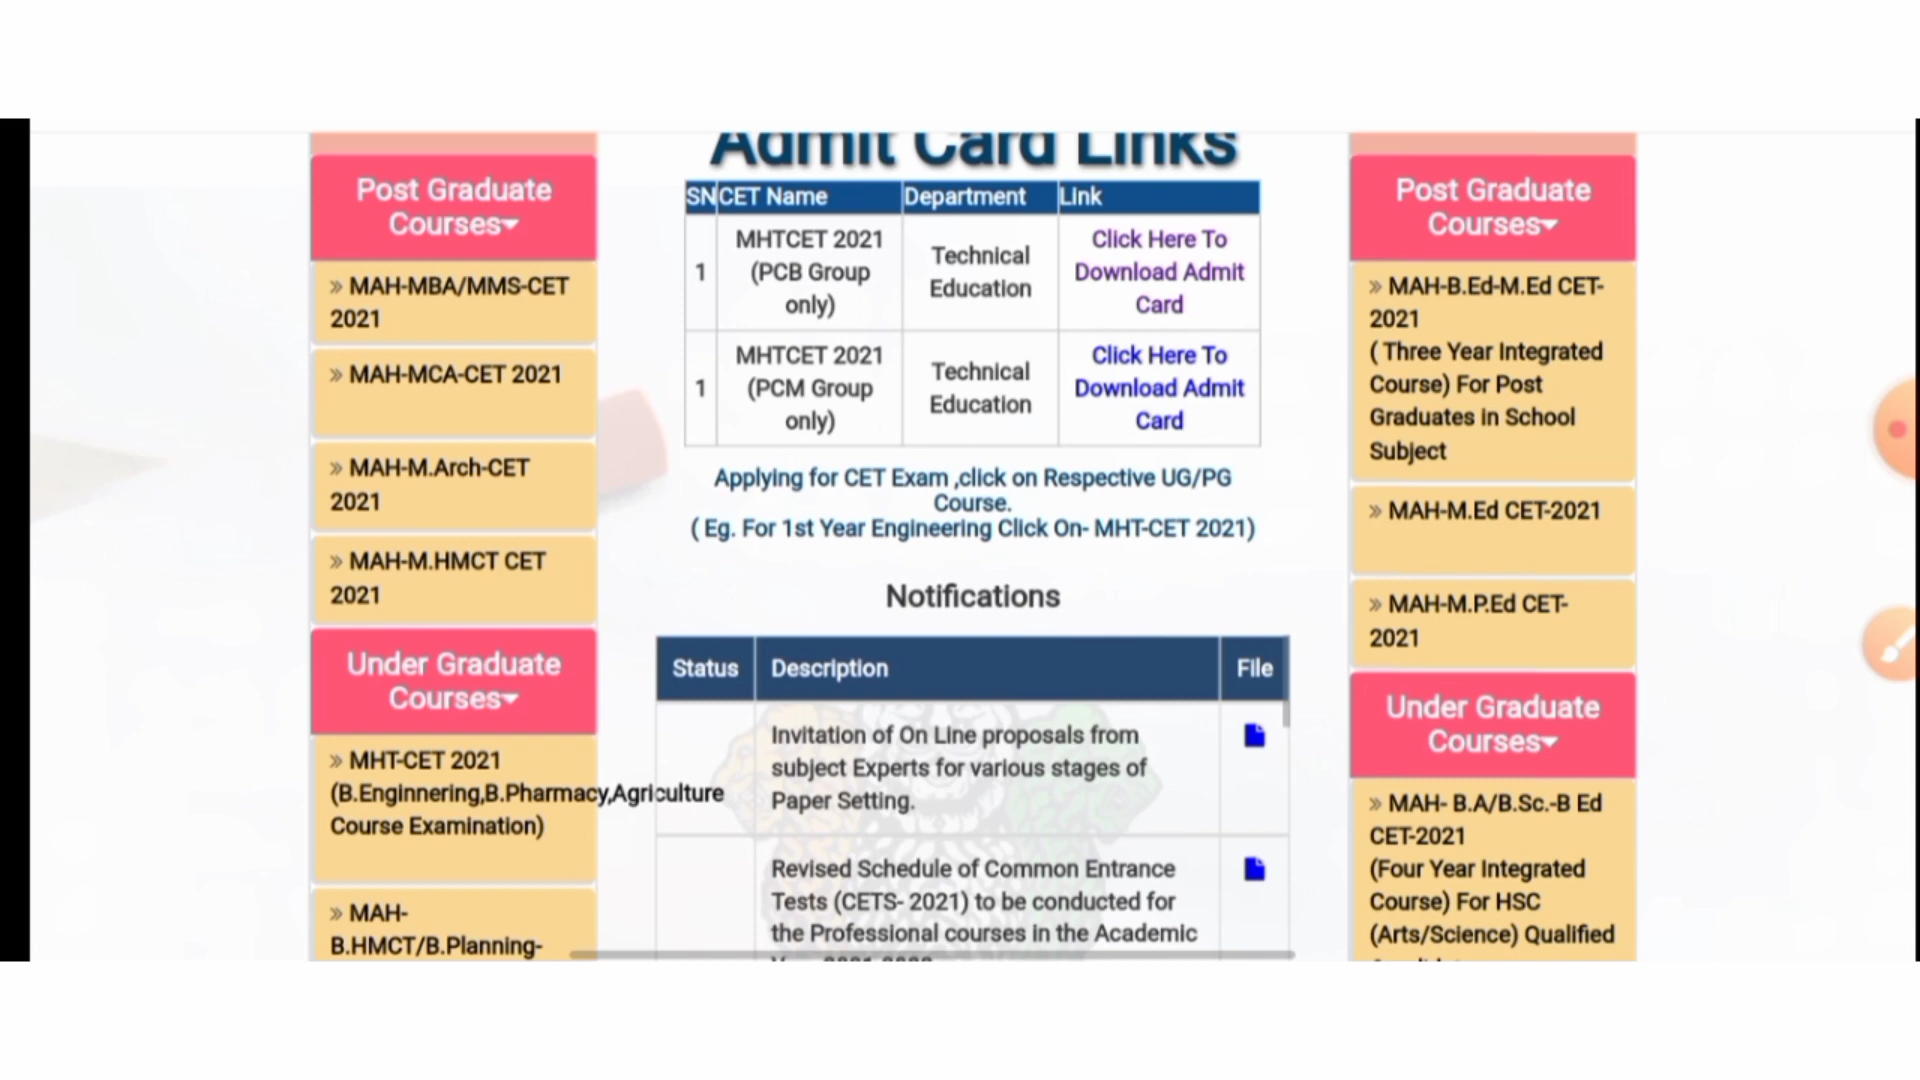 Admit Card Links
Post Graduate
Courses
» MAH-MBA/MMS-CET
2021
» MAH-MCA-CET 2021
» MAH-M.Arch-CET
2021
» MAH-M.HMCT CET
2021
Under Graduate
Courses
» MHT-CET 2021
(B.Enginnering,B.Pharmacy,Agriculture
Course Examination)
» MAH-
B.HMCT/B.Planning-
SN CET Name Department Link
1 MHTCET 2021
(PCB Group
only)
Technical
Education
Click Here To
Download Admit
Card
1 MHTCET 2021
(PCM Group
only)
Technical
Education
Click Here To
Download Admit
Card
Applying for CET Exam ,click on Respective UG/PG
Course.
( Eg. For 1st Year Engineering Click On- MHT-CET 2021)
Notifications
Status Description File
Invitation of On Line proposals from
subject Experts for various stages of
Paper Setting.
Revised Schedule of Common Entrance
Tests (CETS- 2021) to be conducted for
the Professional courses in the Academic
Post Graduate
Courses
» MAH-B.Ed-M.Ed CET-
2021
( Three Year Integrated
Course) For Post
Graduates in School
Subject
» MAH-M.Ed CET-2021
» MAH-M.P.Ed CET-
2021
Under Graduate
Courses
» MAH- B.A/B.Sc.-B Ed
CET-2021
(Four Year Integrated
Course) For HSC
(Arts/Science) Qualified